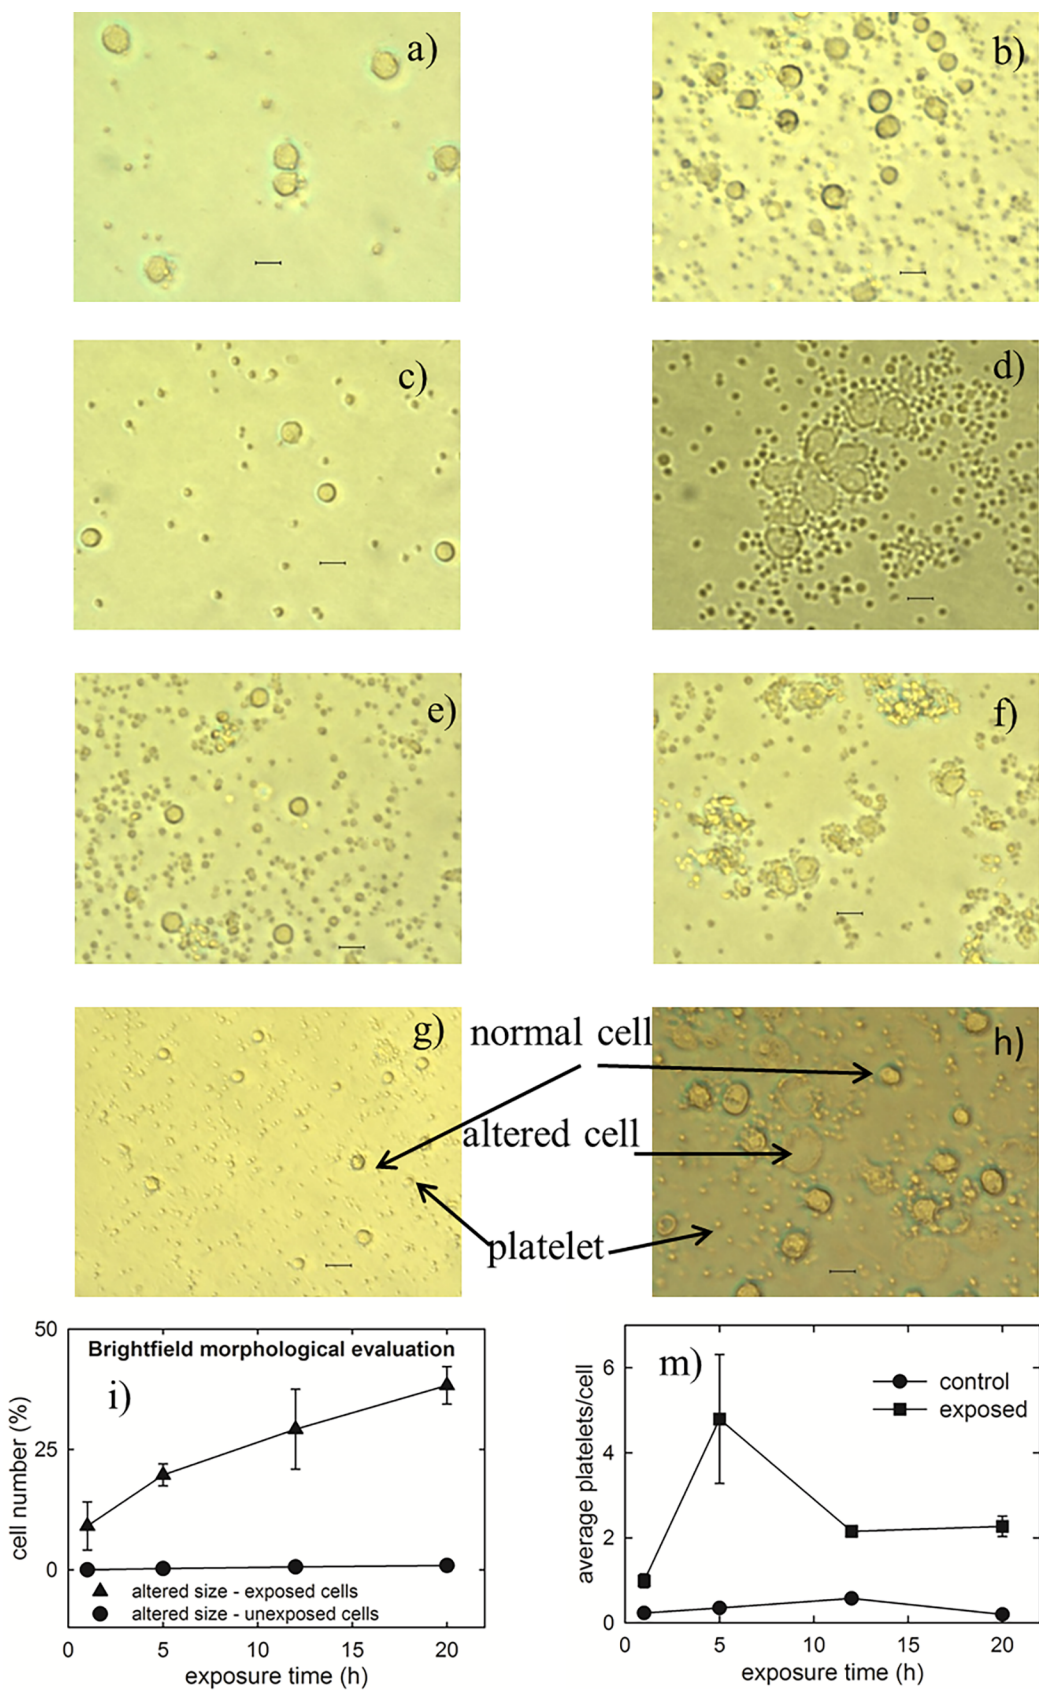 a)
b)
c)
d)
e)
f)
g)
normal cell
h)
altered cell
platelet
50
Brightfield morphological evaluation
i)
25
0
cell number (%)
altered size - exposed cells
altered size - unexposed cells
0
5
10
15
20
exposure time (h)
m)
control
exposed
6
4
2
0
average platelets/cell
0
5
10
15
20
exposure time (h)